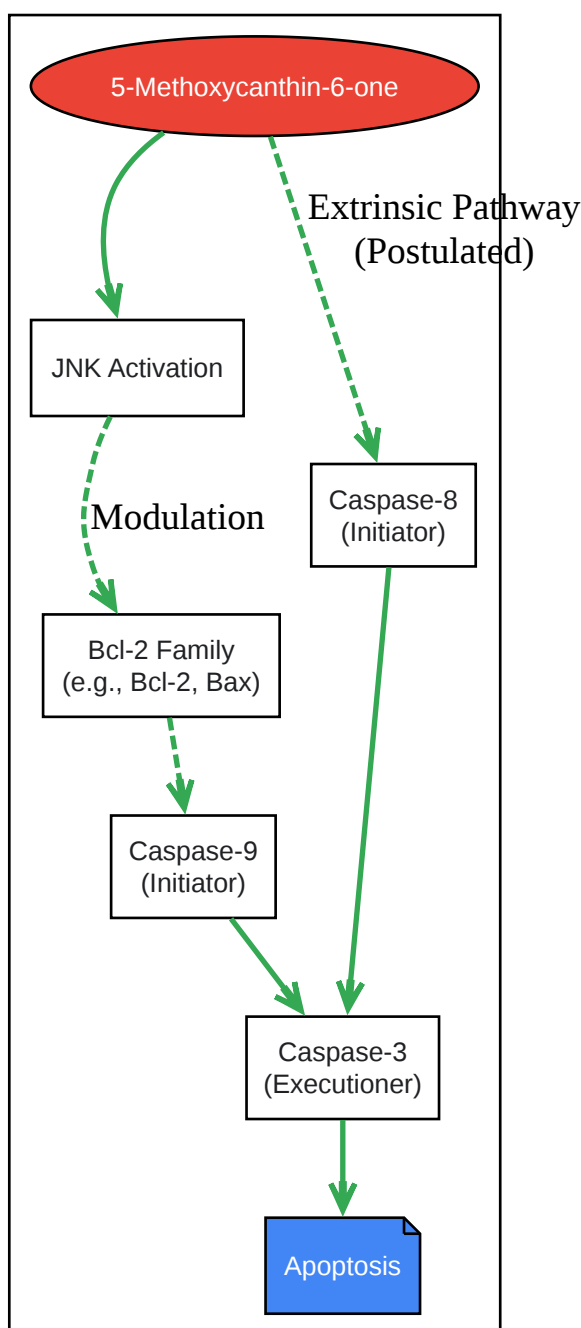 5-Methoxycanthin-6-one
Extrinsic Pathway
(Postulated)
JNK Activation
Caspase-8
(Initiator)
Modulation
Bcl-2 Family
(e.g., Bcl-2, Bax)
Caspase-9
(Initiator)
Caspase-3
(Executioner)
Apoptosis